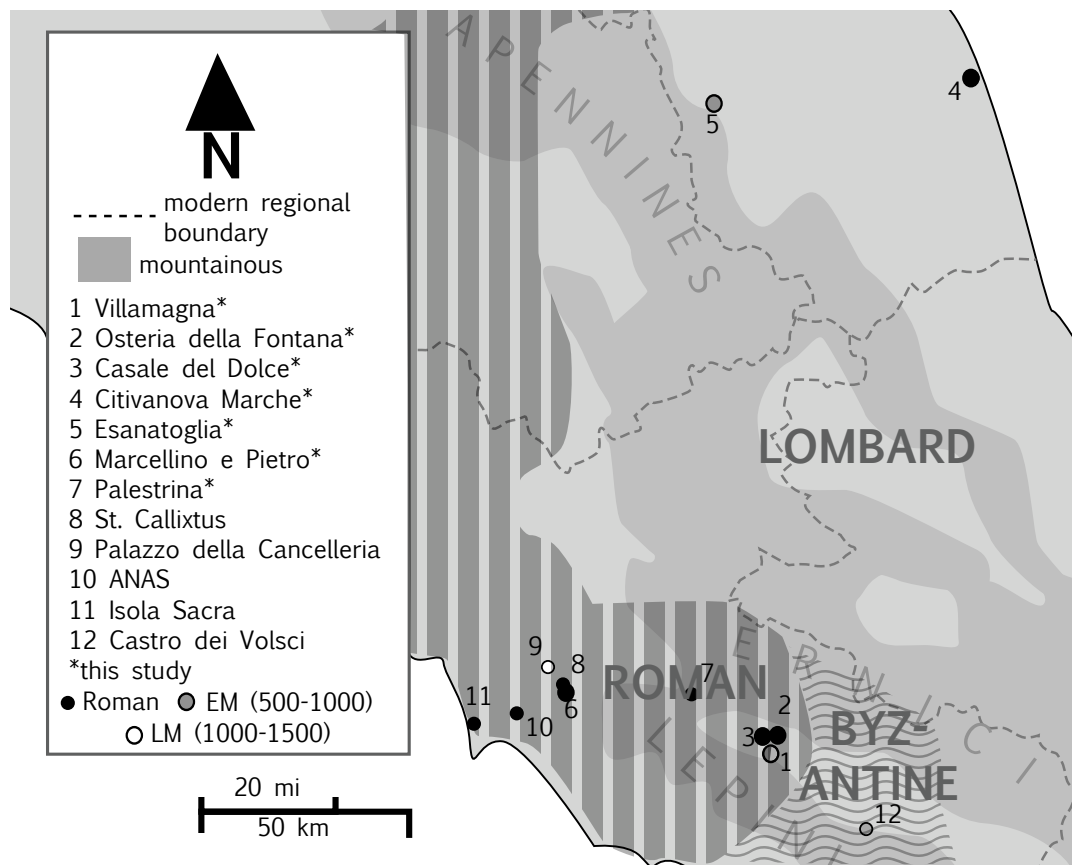 N
modern regional
boundary
mountainous
1 Villamagna*
2 Osteria della Fontana*
3 Casale del Dolce*
4 Citivanova Marche*
5 Esanatoglia*
6 Marcellino e Pietro*
7 Palestrina*
8 St. Callixtus
9 Palazzo della Cancelleria
10 ANAS
11 Isola Sacra
12 Castro dei Volsci
*this study
Roman EM (500-1000)
LM (1000-1500)
20 mi
50 km
APENNINES
4
5
LOMBARD
ERNICI
9
8
ROMAN
7
6
11
10
2
3
1
LEPINI
BYZ-
ANTINE
12